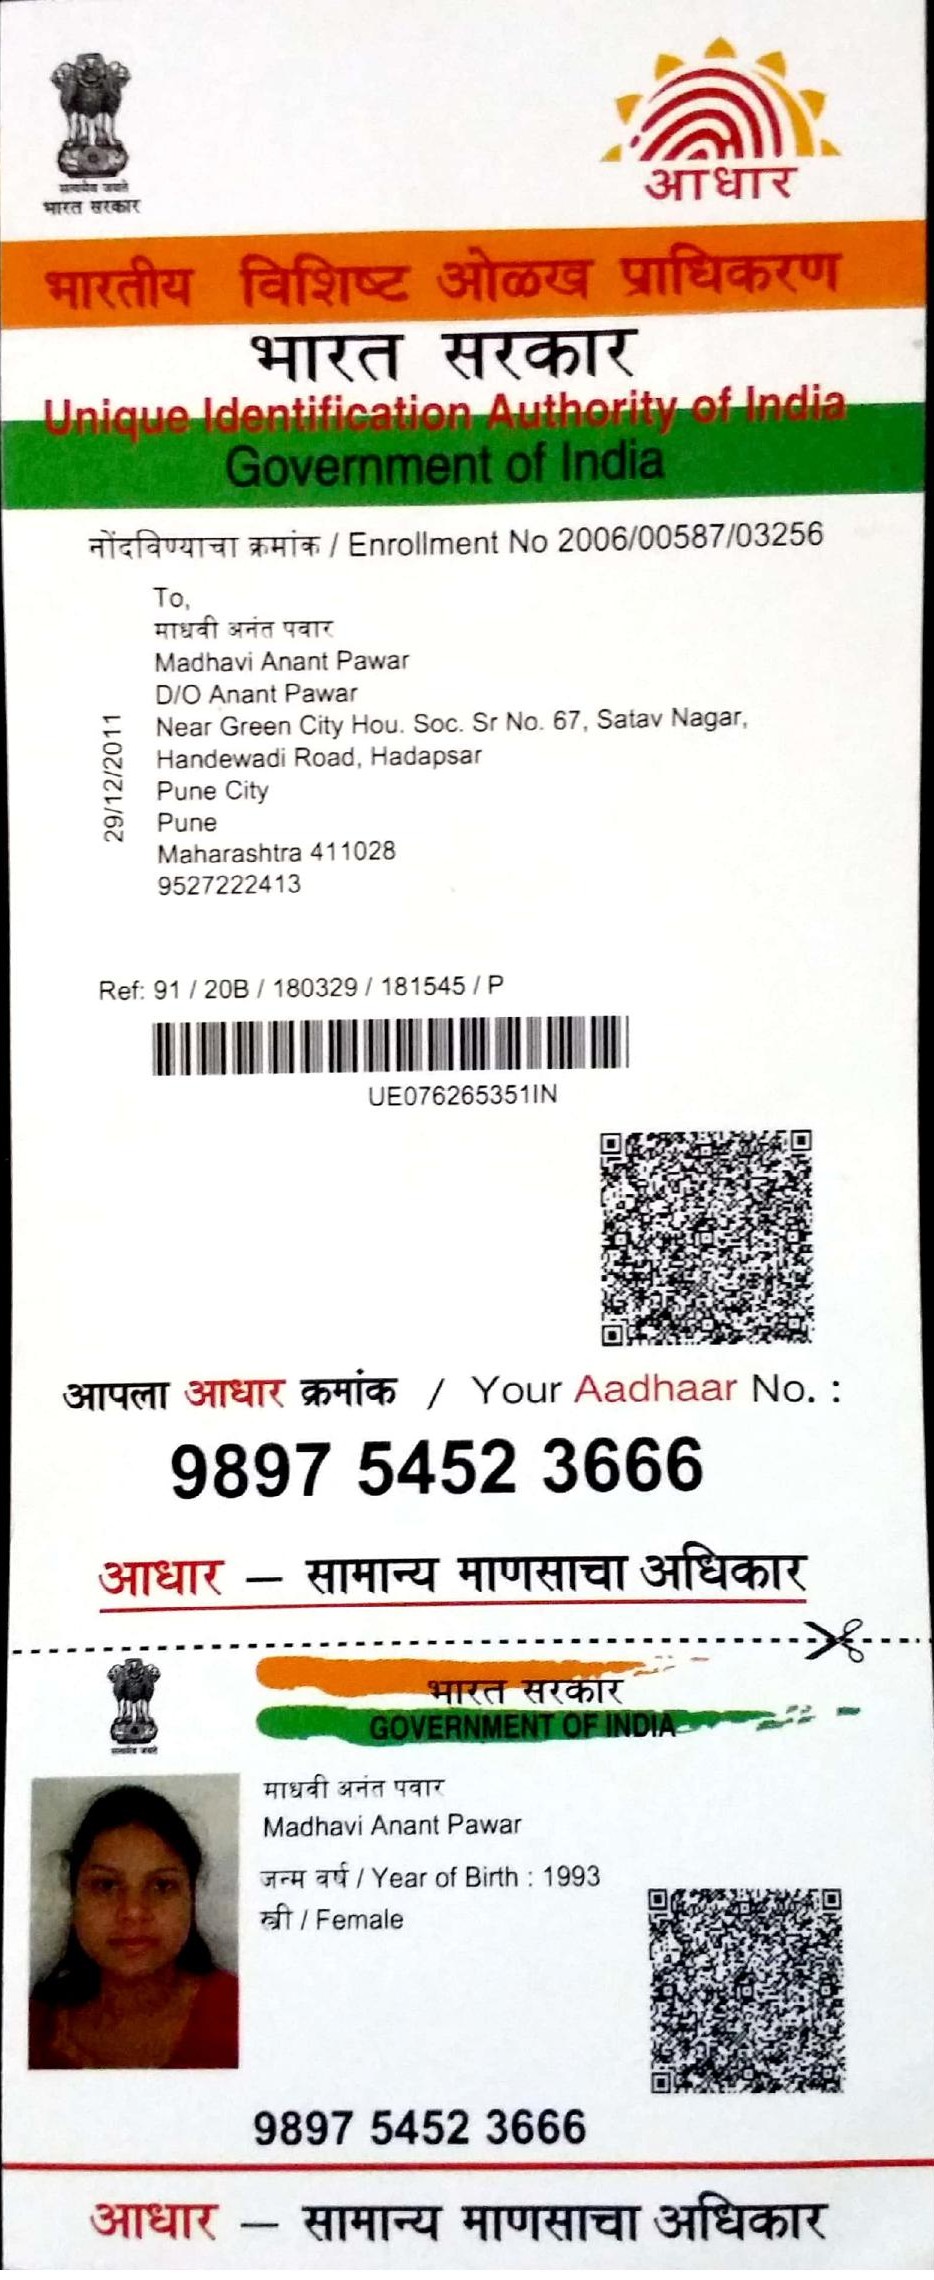 सत्यमेव जयते
भारत सरकार
आधार
भारतीय विशिष्ट ओळख प्राधिकरण
भारत सरकार
Unique Identification Authority of India
Government of India
नोंदविण्याचा क्रमांक / Enrollment No 2006/00587/03256
To,
माधवी अनंत पवार
Madhavi Anant Pawar
D/O Anant Pawar
Near Green City Hou. Soc. Sr No. 67, Satav Nagar,
Handewadi Road, Hadapsar
Pune City
Pune
Maharashtra 411028
9527222413
29/12/2011
Ref: 91 / 20B / 180329 / 181545 / P
UE076265351IN
आपला आधार क्रमांक / Your Aadhaar No. :
9897 5452 3666
आधार – सामान्य माणसाचा अधिकार
सत्यमेव जयते
भारत सरकार
GOVERNMENT OF INDIA
माधवी अनंत पवार
Madhavi Anant Pawar
जन्म वर्ष / Year of Birth : 1993
स्त्री / Female
9897 5452 3666
आधार – सामान्य माणसाचा अधिकार